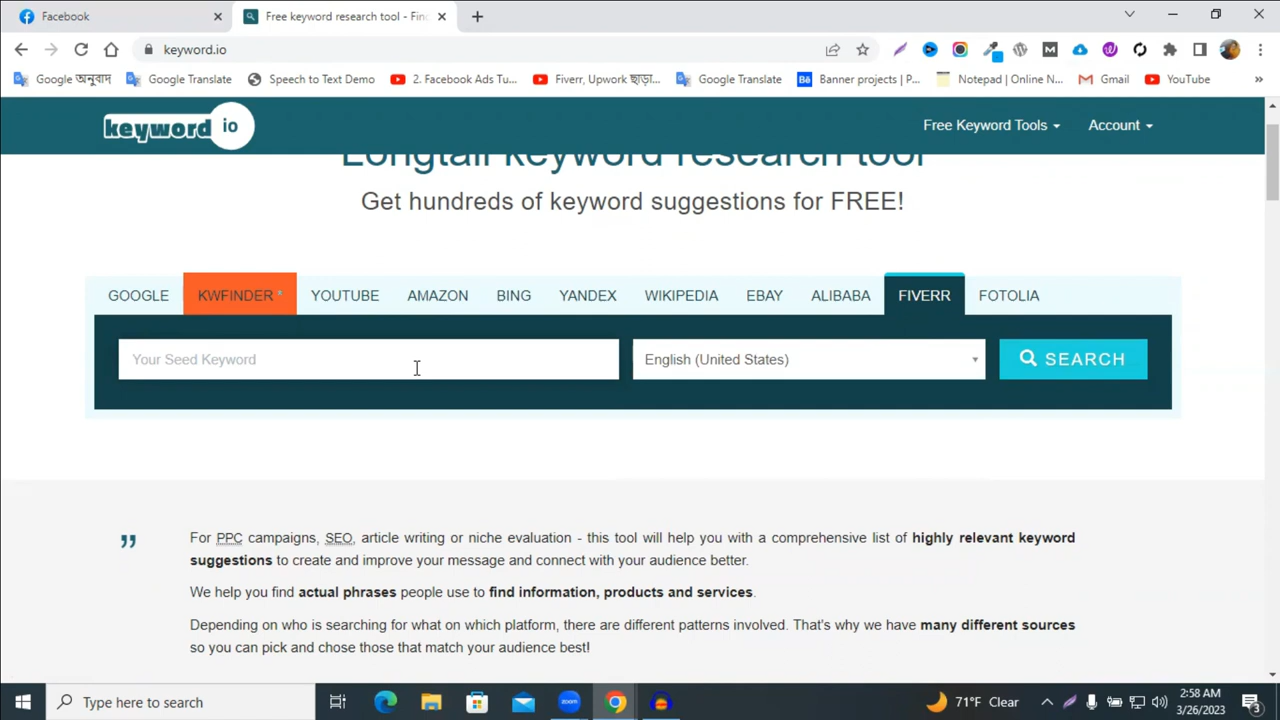 Facebook
Free keyword research tool - Fin
keyword.io
Google অনুবাদ
Google Translate
Speech to Text Demo
2. Facebook Ads Tu...
Fiverr, Upwork ছাড়া...
Google Translate
Banner projects | P...
Notepad | Online N...
Gmail
YouTube
keyword io
Free Keyword Tools
Account
Longtail keyword research tool
Get hundreds of keyword suggestions for FREE!
GOOGLE KWFINDER * YOUTUBE AMAZON BING YANDEX WIKIPEDIA EBAY ALIBABA FIVERR FOTOLIA
Your Seed Keyword
English (United States)
SEARCH
For PPC campaigns, SEO, article writing or niche evaluation - this tool will help you with a comprehensive list of highly relevant keyword
suggestions to create and improve your message and connect with your audience better.
We help you find actual phrases people use to find information, products and services.
Depending on who is searching for what on which platform, there are different patterns involved. That's why we have many different sources
so you can pick and chose those that match your audience best!
Type here to search
zoom
71°F Clear
2:58 AM
3/26/2023
3